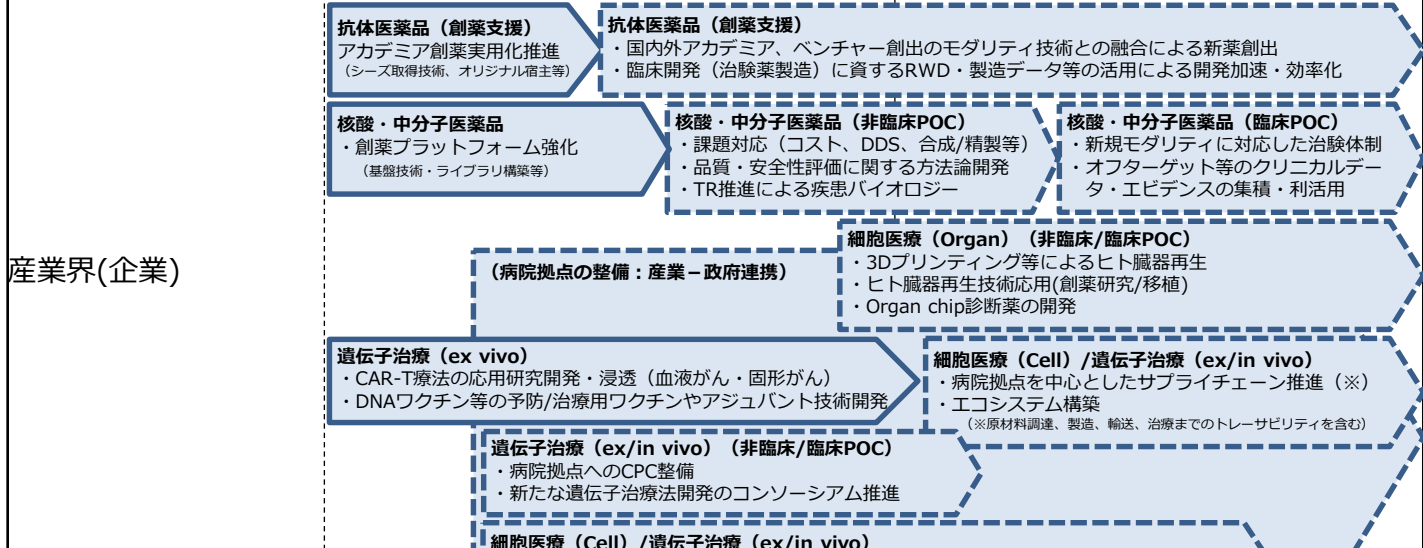 抗体医薬品（創薬支援）
アカデミア創薬実用化推進
（シーズ取得技術、オリジナル宿主等）
抗体医薬品（創薬支援）
・国内外アカデミア、ベンチャー創出のモダリティ技術との融合による新薬創出
・臨床開発（治験薬製造）に資するRWD・製造データ等の活用による開発加速・効率化
核酸・中分子医薬品
・創薬プラットフォーム強化
（基盤技術・ライブラリ構築等）
核酸・中分子医薬品（非臨床POC）
・課題対応（コスト、DDS、合成/精製等）
・品質・安全性評価に関する方法論開発
・TR推進による疾患バイオロジー
核酸・中分子医薬品（臨床POC）
・新規モダリティに対応した治験体制
・オフターゲット等のクリニカルデー
タ・エビデンスの集積・利活用
産業界(企業)
（病院拠点の整備：産業－政府連携）
細胞医療（Organ）（非臨床/臨床POC）
・3Dプリンティング等によるヒト臓器再生
・ヒト臓器再生技術応用(創薬研究/移植)
・Organ chip診断薬の開発
遺伝子治療（ex vivo）
・CAR-T療法の応用研究開発・浸透（血液がん・固形がん）
・DNAワクチン等の予防/治療用ワクチンやアジュバント技術開発
細胞医療（Cell）/遺伝子治療（ex/in vivo）
・病院拠点を中心としたサプライチェーン推進（※）
・エコシステム構築
（※原材料調達、製造、輸送、治療までのトレーサビリティを含む）
遺伝子治療（ex/in vivo）（非臨床/臨床POC）
・病院拠点へのCPC整備
・新たな遺伝子治療法開発のコンソーシアム推進
細胞医療（Cell）/遺伝子治療（ex/in vivo）